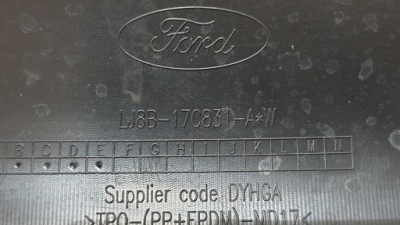 Ford
LJ8B-17C831-A*W
B C D E F G H I J K L M N
Supplier code DYHGA
>TPO-(PP+EPDM)-MD17<